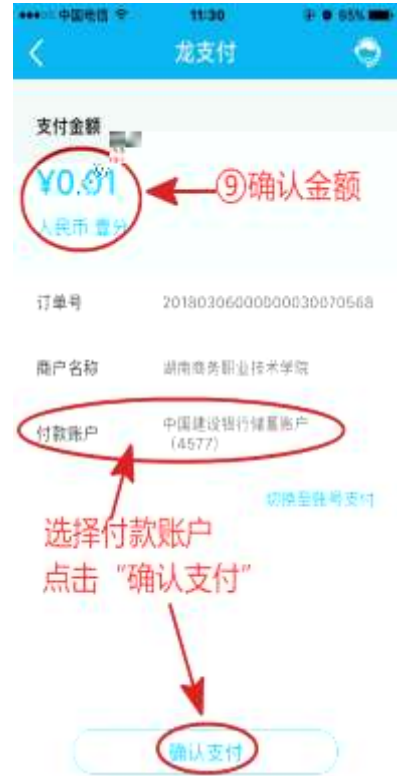 中国电信 11:30 65%
龙支付
支付金额
¥0.01
⑨确认金额
人民币 壹分
订单号 20180306000000030070568
商户名称 湖南商务职业技术学院
付款账户 中国建设银行储蓄账户
（4577）
切换至账号支付
选择付款账户
点击“确认支付”
确认支付